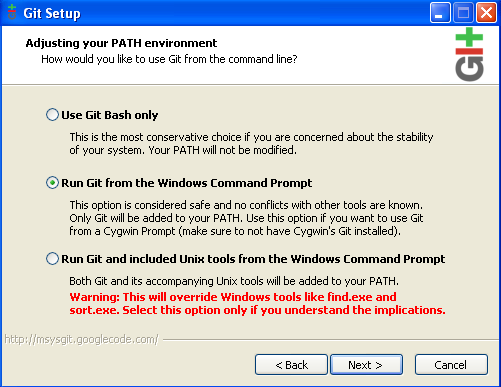 Git Setup
Adjusting your PATH environment
How would you like to use Git from the command line?
Git
Use Git Bash only
This is the most conservative choice if you are concerned about the stability
of your system. Your PATH will not be modified.
Run Git from the Windows Command Prompt
This option is considered safe and no conflicts with other tools are known.
Only Git will be added to your PATH. Use this option if you want to use Git
from a Cygwin Prompt (make sure to not have Cygwin's Git installed).
Run Git and included Unix tools from the Windows Command Prompt
Both Git and its accompanying Unix tools will be added to your PATH.
Warning: This will override Windows tools like find.exe and
sort.exe. Select this option only if you understand the implications.
http://msysgit.googlecode.com/
< Back
Next >
Cancel